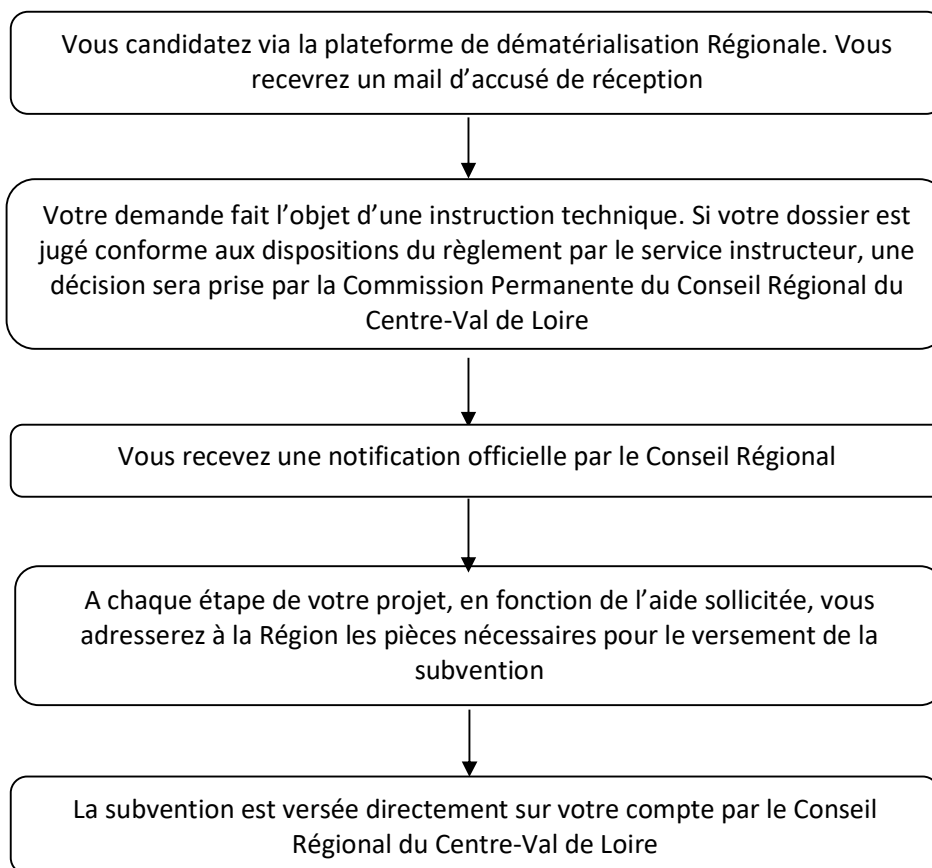 Vous candidatez via la plateforme de dématérialisation Régionale. Vous
recevrez un mail d’accusé de réception
Votre demande fait l’objet d’une instruction technique. Si votre dossier est
jugé conforme aux dispositions du règlement par le service instructeur, une
décision sera prise par la Commission Permanente du Conseil Régional du
Centre-Val de Loire
Vous recevez une notification officielle par le Conseil Régional
A chaque étape de votre projet, en fonction de l’aide sollicitée, vous
adresserez à la Région les pièces nécessaires pour le versement de la
subvention
La subvention est versée directement sur votre compte par le Conseil
Régional du Centre-Val de Loire